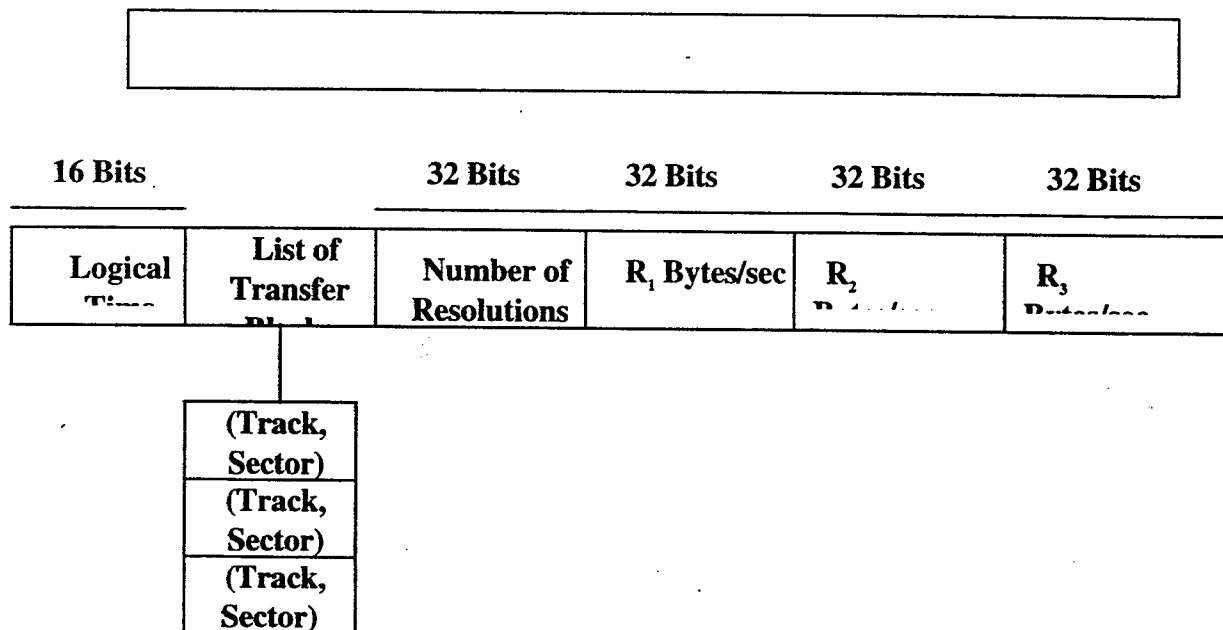 16 Bits
32 Bits
32 Bits
32 Bits
32 Bits
Logical
List of
Transfer
Number of
Resolutions
R₁ Bytes/sec
R₂
R₃
(Track,
Sector)
(Track,
Sector)
(Track,
Sector)